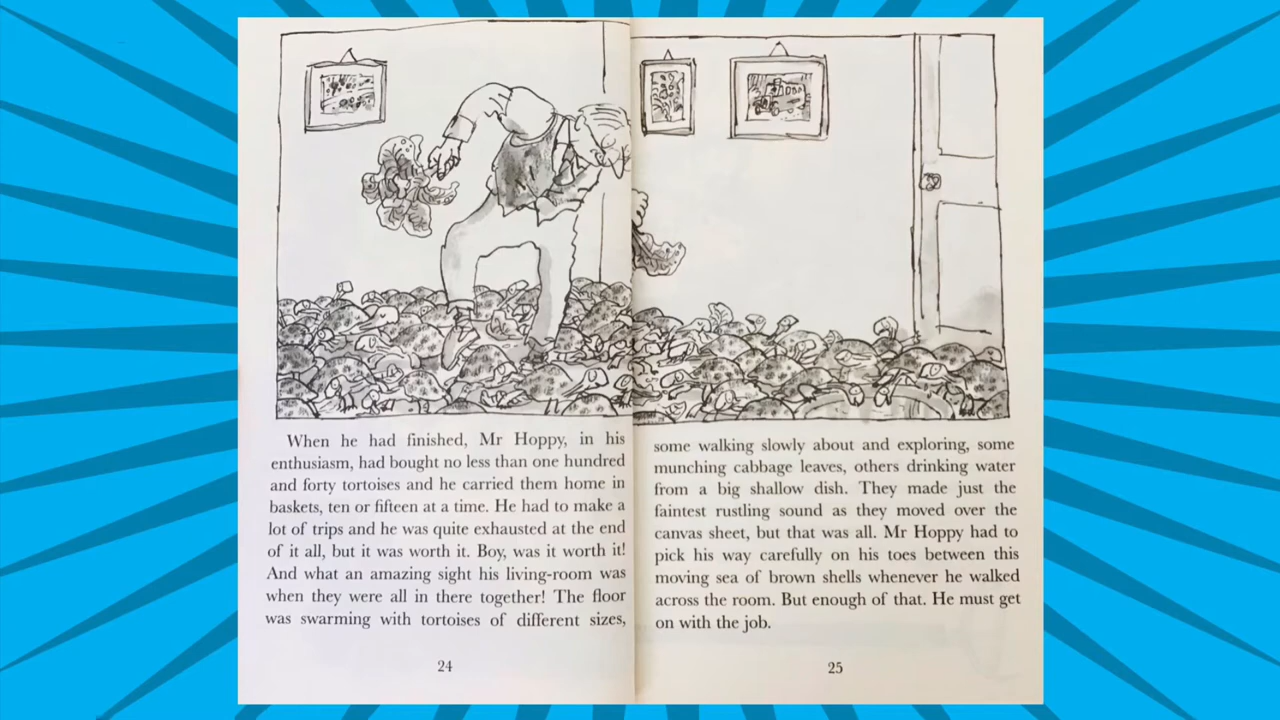 When he had finished, Mr Hoppy, in his
enthusiasm, had bought no less than one hundred
and forty tortoises and he carried them home in
baskets, ten or fifteen at a time. He had to make a
lot of trips and he was quite exhausted at the end
of it all, but it was worth it. Boy, was it worth it!
And what an amazing sight his living-room was
when they were all in there together! The floor
was swarming with tortoises of different sizes,
24
some walking slowly about and exploring, some
munching cabbage leaves, others drinking water
from a big shallow dish. They made just the
faintest rustling sound as they moved over the
canvas sheet, but that was all. Mr Hoppy had to
pick his way carefully on his toes between this
moving sea of brown shells whenever he walked
across the room. But enough of that. He must get
on with the job.
25